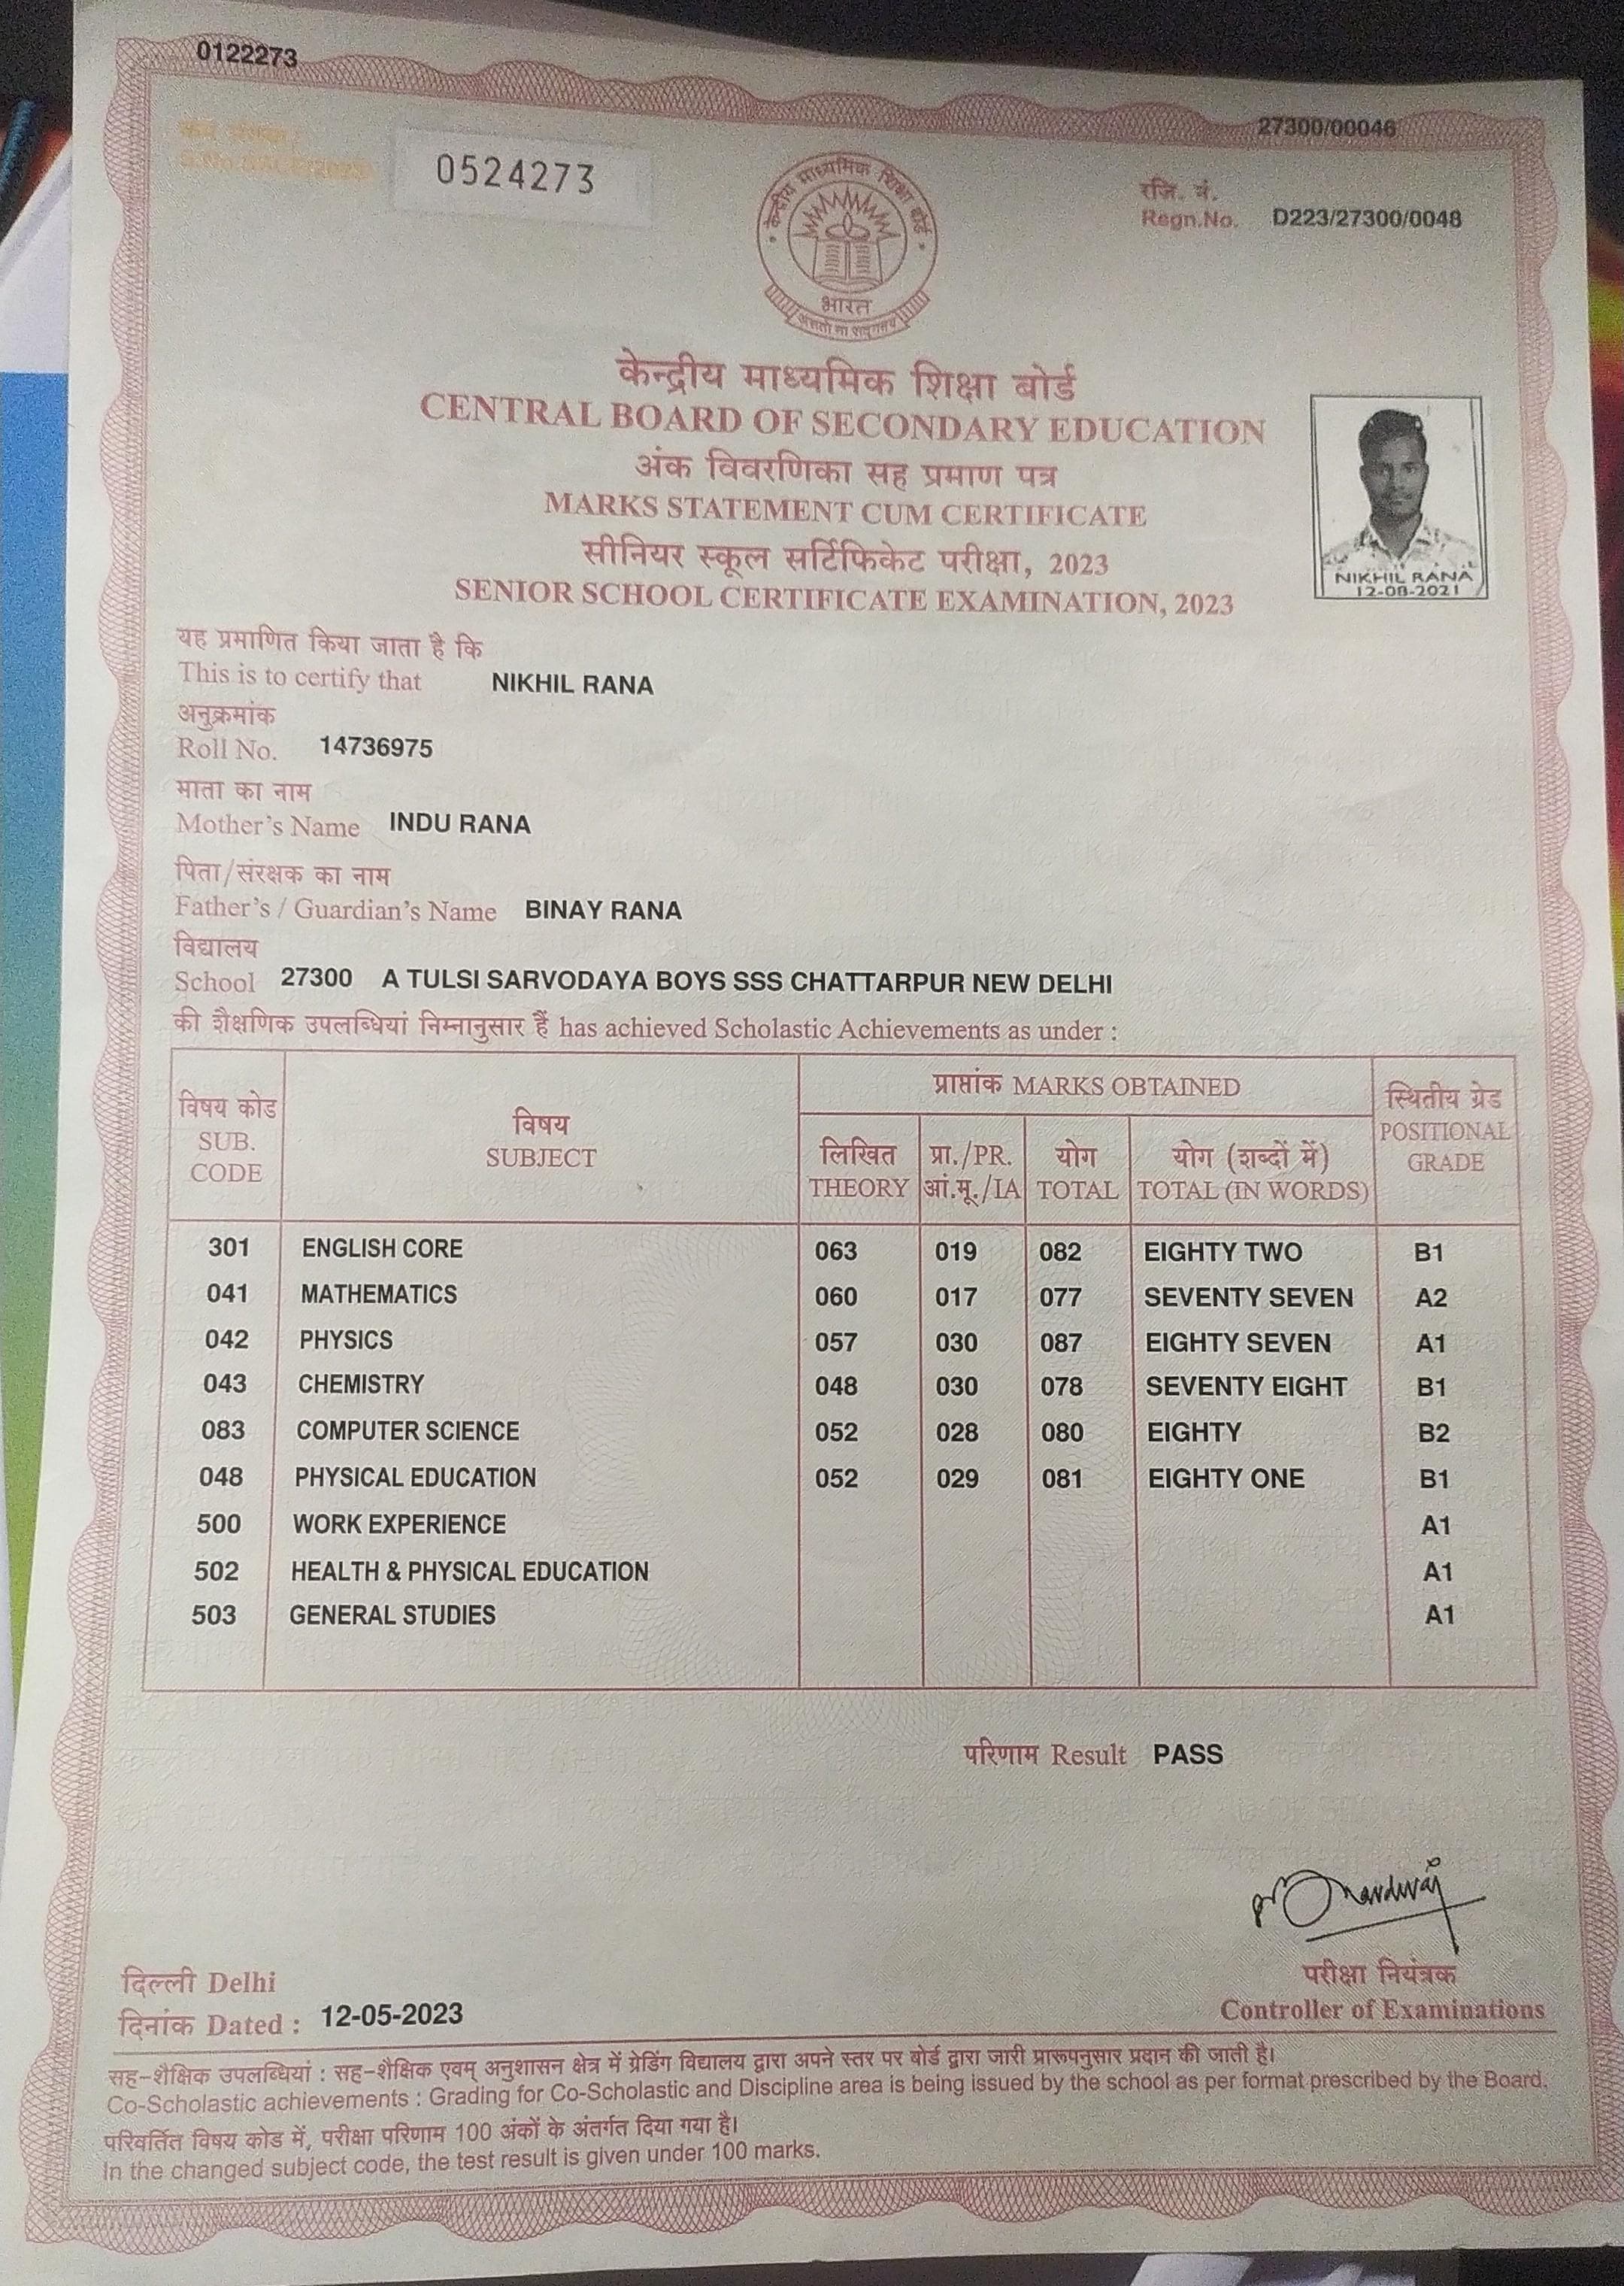 0122273
27300/00046
क्रम संख्या :
0524273
केन्द्रीय माध्यमिक शिक्षा बोर्ड
भारत
असतो मा सद्गमय
रजि. नं.
Regn.No. D223/27300/0048
केन्द्रीय माध्यमिक शिक्षा बोर्ड
CENTRAL BOARD OF SECONDARY EDUCATION
अंक विवरणिका सह प्रमाण पत्र
MARKS STATEMENT CUM CERTIFICATE
सीनियर स्कूल सर्टिफिकेट परीक्षा, 2023
SENIOR SCHOOL CERTIFICATE EXAMINATION, 2023
NIKHIL RANA
12-08-2021
यह प्रमाणित किया जाता है कि
This is to certify that NIKHIL RANA
अनुक्रमांक
Roll No. 14736975
माता का नाम
Mother's Name INDU RANA
पिता/संरक्षक का नाम
Father's / Guardian's Name BINAY RANA
विद्यालय
School 27300 A TULSI SARVODAYA BOYS SSS CHATTARPUR NEW DELHI
की शैक्षणिक उपलब्धियां निम्नानुसार हैं has achieved Scholastic Achievements as under :
विषय कोड
SUB.
CODE
विषय
SUBJECT
प्राप्तांक MARKS OBTAINED
लिखित
THEORY
प्रा./PR.
आं.मू./IA
योग
TOTAL
योग (शब्दों में)
TOTAL (IN WORDS)
स्थितीय ग्रेड
POSITIONAL
GRADE
301 ENGLISH CORE 063 019 082 EIGHTY TWO B1
041 MATHEMATICS 060 017 077 SEVENTY SEVEN A2
042 PHYSICS 057 030 087 EIGHTY SEVEN A1
043 CHEMISTRY 048 030 078 SEVENTY EIGHT B1
083 COMPUTER SCIENCE 052 028 080 EIGHTY B2
048 PHYSICAL EDUCATION 052 029 081 EIGHTY ONE B1
500 WORK EXPERIENCE A1
502 HEALTH & PHYSICAL EDUCATION A1
503 GENERAL STUDIES A1
परिणाम Result PASS
दिल्ली Delhi
दिनांक Dated : 12-05-2023
परीक्षा नियंत्रक
Controller of Examinations
सह-शैक्षिक उपलब्धियां : सह-शैक्षिक एवम् अनुशासन क्षेत्र में ग्रेडिंग विद्यालय द्वारा अपने स्तर पर बोर्ड द्वारा जारी प्रारूपनुसार प्रदान की जाती है।
Co-Scholastic achievements : Grading for Co-Scholastic and Discipline area is being issued by the school as per format prescribed by the Board.
परिवर्तित विषय कोड में, परीक्षा परिणाम 100 अंकों के अंतर्गत दिया गया है।
In the changed subject code, the test result is given under 100 marks.